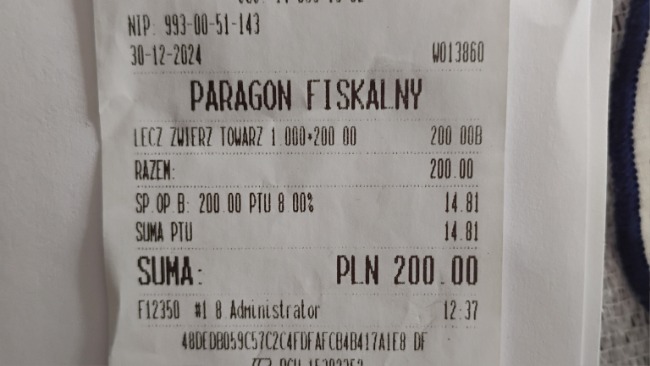 NIP: 993-00-51-143
30-12-2024 W013860
PARAGON FISKALNY
LECZ ZWIERZ TOWARZ 1.000*200.00 200.00B
RAZEM: 200.00
SP.OP.B: 200.00 PTU 8.00% 14.81
SUMA PTU 14.81
SUMA: PLN 200.00
F12350 #1 8 Administrator 12:37